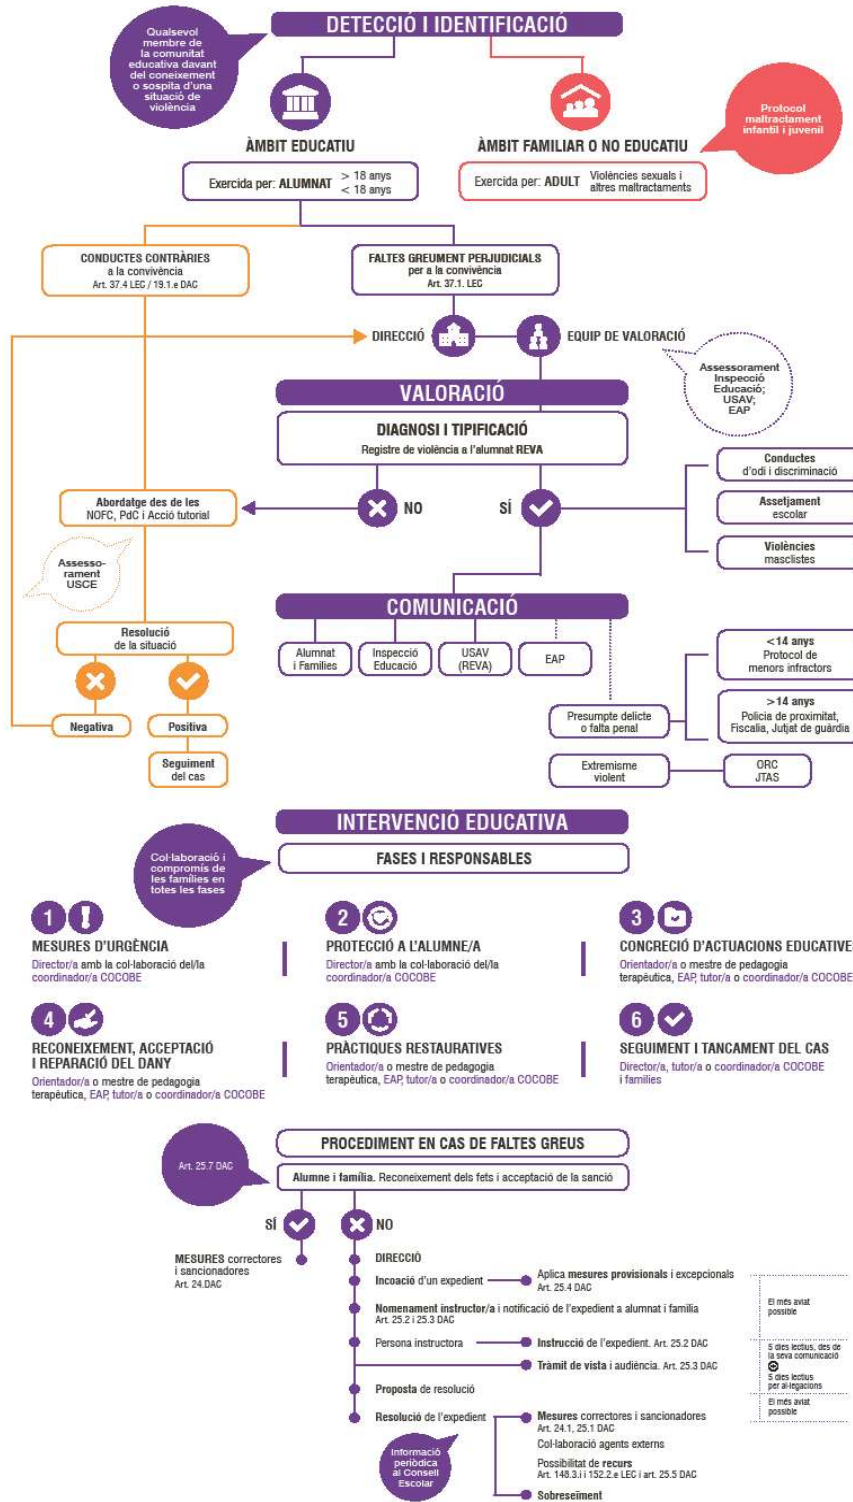 DETECCIÓ I IDENTIFICACIÓ
Qualsevol
membre de
la comunitat
educativa davant
del coneixement
o sospita d'una
situació de
violència
Protocol
maltractament
infantil i juvenil
ÀMBIT EDUCATIU
ÀMBIT FAMILIAR O NO EDUCATIU
Exercida per: ALUMNAT > 18 anys
< 18 anys
Exercida per: ADULT Violències sexuals i
altres maltractaments
CONDUCTES CONTRÀRIES
a la convivència
Art. 37.4 LEC / 19.1.e DAC
FALTES GREUMENT PERJUDICIALS
per a la convivència
Art. 37.1. LEC
DIRECCIÓ
EQUIP DE VALORACIÓ
Assessorament
Inspecció
Educació;
USAV;
EAP
VALORACIÓ
DIAGNOSI I TIPIFICACIÓ
Registre de violència a l'alumnat REVA
NO
SÍ
Conductes
d'odi i discriminació
Assetjament
escolar
Violències
masclistes
Abordatge des de les
NOFC, PdC i Acció tutorial
Assesso-
rament
USCE
Resolució
de la situació
Negativa
Positiva
Seguiment
del cas
COMUNICACIÓ
Alumnat
i Famílies
Inspecció
Educació
USAV
(REVA)
EAP
<14 anys
Protocol de
menors infractors
>14 anys
Policia de proximitat,
Fiscalia, Jutjat de guàrdia
Presumpte delicte
o falta penal
Extremisme
violent
ORC
JTAS
INTERVENCIÓ EDUCATIVA
FASES I RESPONSABLES
Col·laboració i
compromís de
les famílies en
totes les fases
1
MESURES D'URGÈNCIA
Director/a amb la col·laboració del/la
coordinador/a COCOBE
2
PROTECCIÓ A L'ALUMNE/A
Director/a amb la col·laboració del/la
coordinador/a COCOBE
3
CONCRECIÓ D'ACTUACIONS EDUCATIVES
Orientador/a o mestre de pedagogia
terapèutica, EAP, tutor/a o coordinador/a COCOBE
4
RECONEIXEMENT, ACCEPTACIÓ
I REPARACIÓ DEL DANY
Orientador/a o mestre de pedagogia
terapèutica, EAP, tutor/a o coordinador/a COCOBE
5
PRÀCTIQUES RESTAURATIVES
Orientador/a o mestre de pedagogia
terapèutica, EAP, tutor/a o coordinador/a COCOBE
6
SEGUIMENT I TANCAMENT DEL CAS
Director/a, tutor/a o coordinador/a COCOBE
i famílies
PROCEDIMENT EN CAS DE FALTES GREUS
Art. 25.7 DAC
Alumne i família. Reconeixement dels fets i acceptació de la sanció
SÍ
NO
MESURES correctores
i sancionadores
Art. 24.DAC
DIRECCIÓ
Incoació d'un expedient
Aplica mesures provisionals i excepcionals
Art. 25.4 DAC
Nomenament instructor/a i notificació de l'expedient a alumnat i família
Art. 25.2 i 25.3 DAC
El més aviat
possible
Persona instructora
Instrucció de l'expedient. Art. 25.2 DAC
Tràmit de vista i audiència. Art. 25.3 DAC
5 dies lectius, des de
la seva comunicació
5 dies lectius
per al·legacions
Proposta de resolució
El més aviat
possible
Resolució de l'expedient
Mesures correctores i sancionadores
Art. 24.1, 25.1 DAC
Col·laboració agents externs
Possibilitat de recurs
Art. 148.3.i i 152.2.e LEC i art. 25.5 DAC
Sobreseïment
Informació
periòdica
al Consell
Escolar